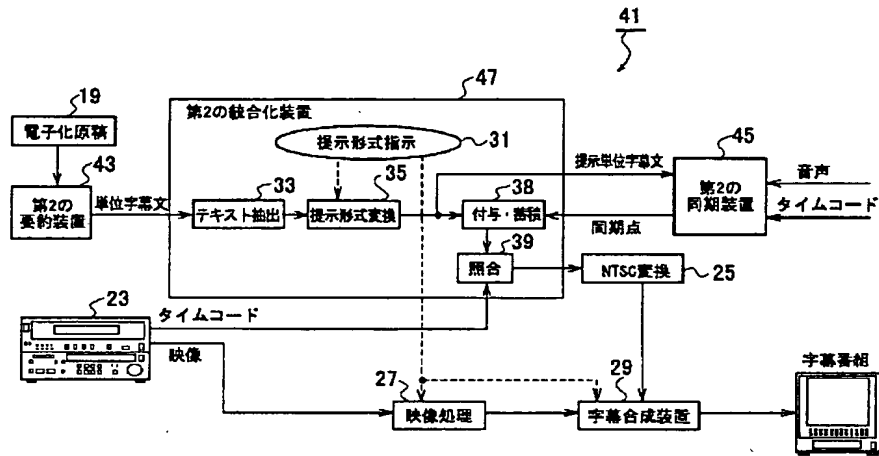 41
47
第2の統合化装置
19
電子化原稿
提示形式指示
31
45
43
第2の
要約装置
単位字幕文
33
テキスト抽出
35
提示形式変換
38
付与・蓄積
提示単位字幕文
第2の
同期装置
音声
タイムコード
同期点
39
照合
NTSC変換
25
23
タイムコード
映像
27
映像処理
29
字幕合成装置
字幕番組